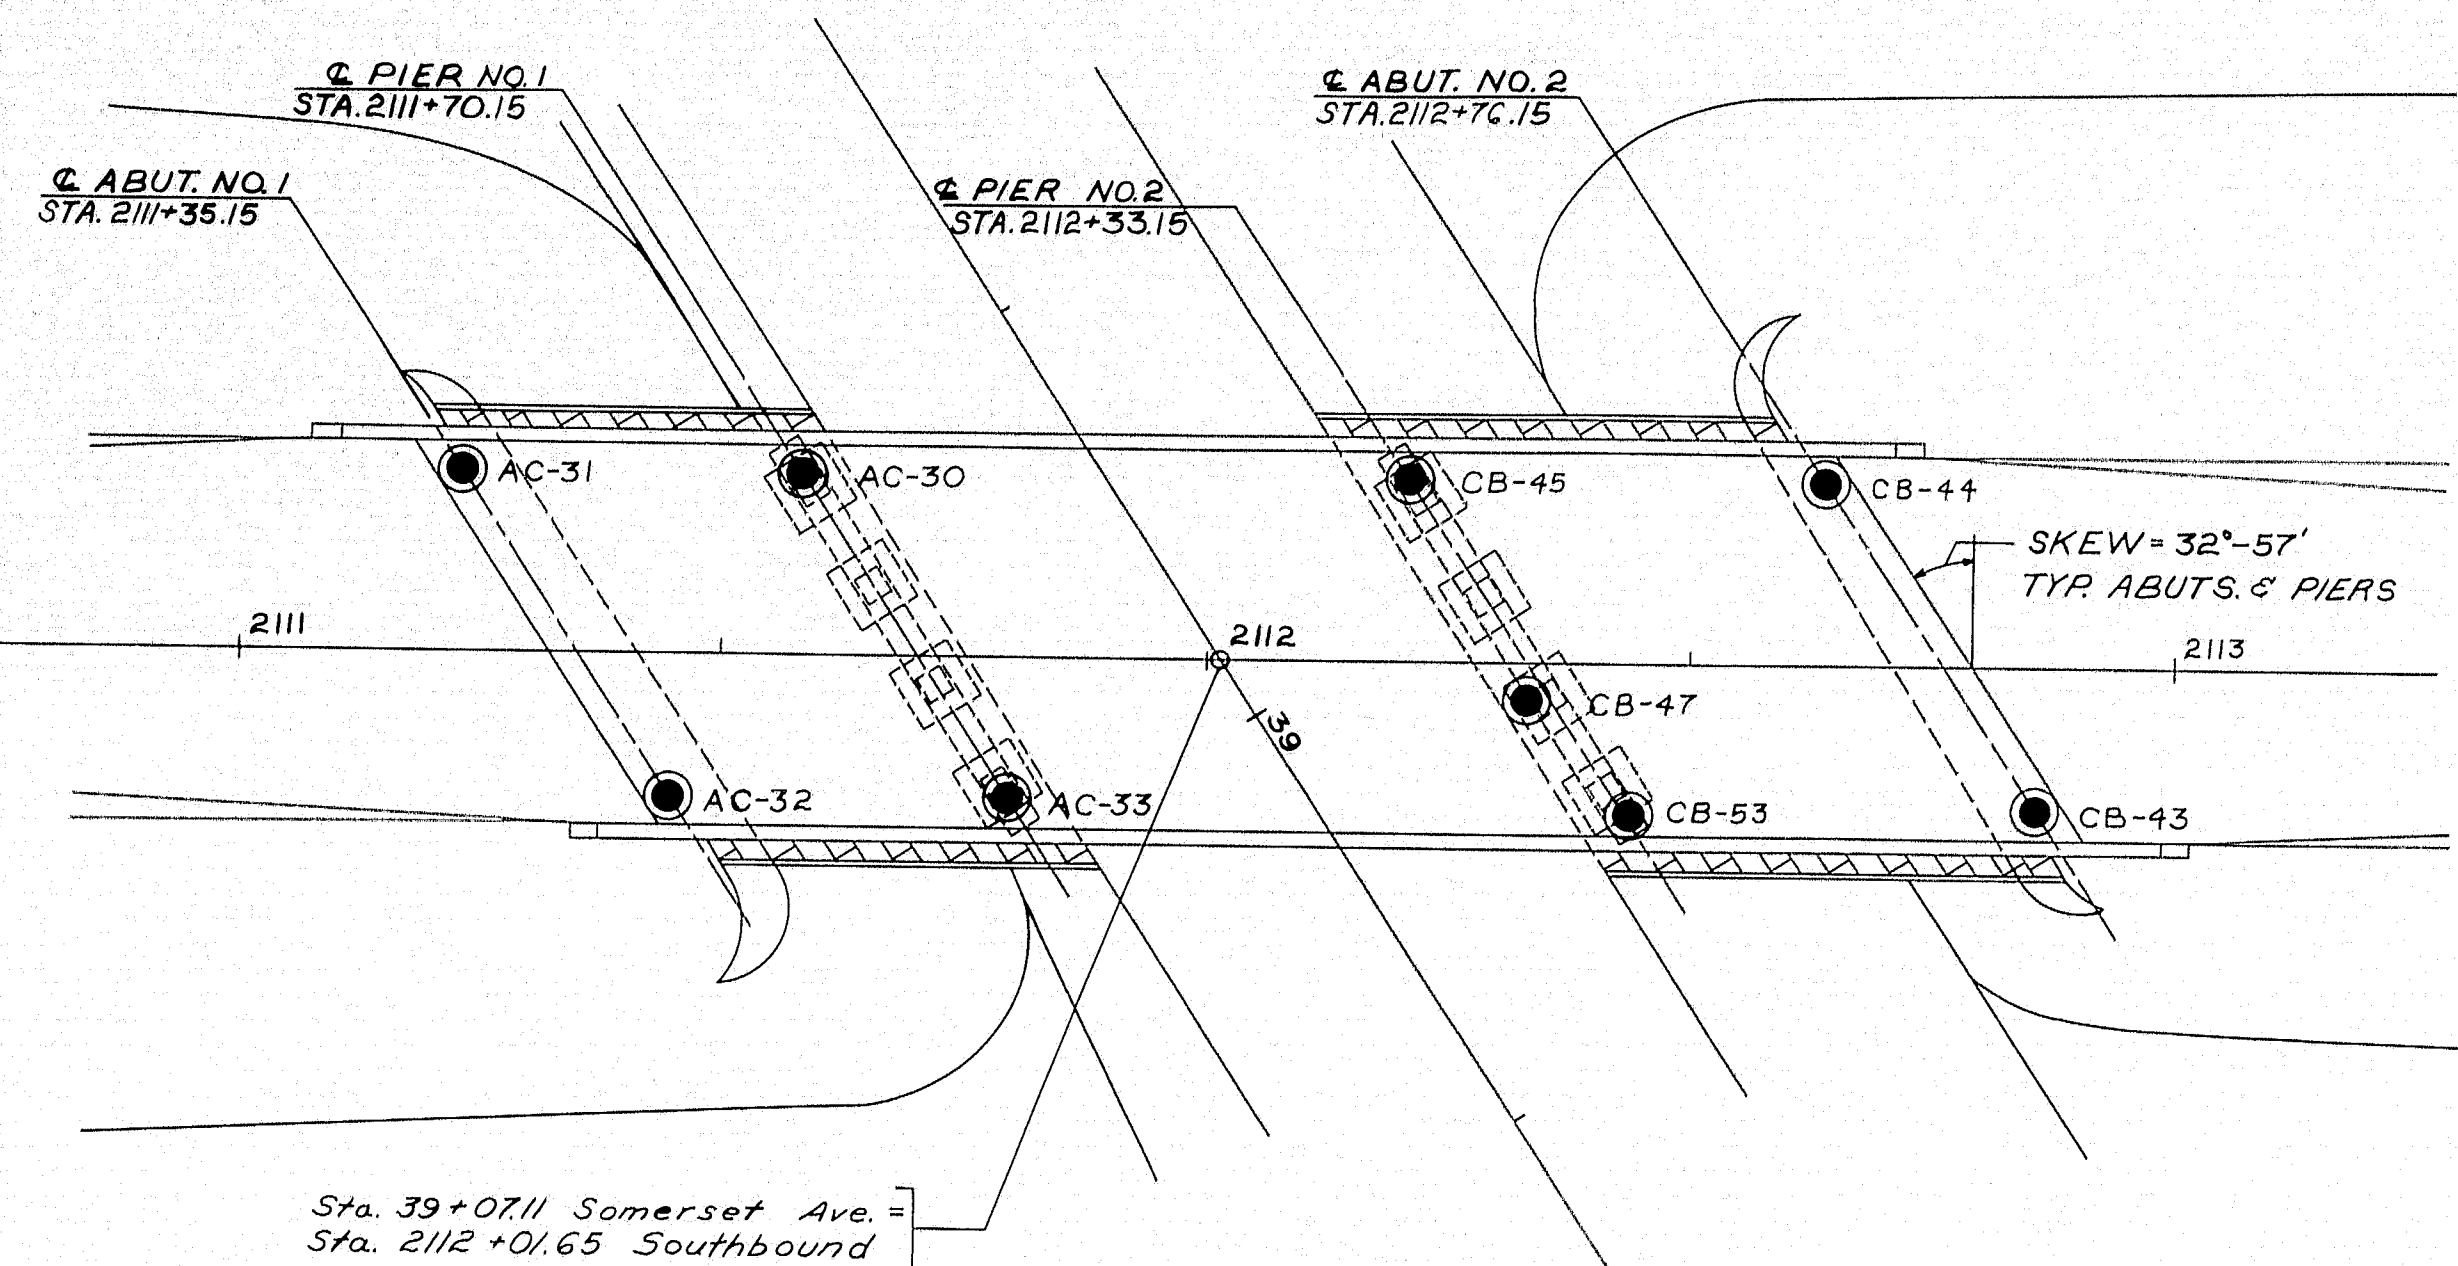 ℄ PIER NO. 1
STA. 2111+70.15
℄ ABUT. NO. 2
STA. 2112+76.15
℄ ABUT. NO. 1
STA. 2111+35.15
℄ PIER NO. 2
STA. 2112+33.15
AC-31
AC-30
CB-45
CB-44
SKEW = 32°-57'
TYP. ABUTS. & PIERS
2111
2112
2113
39
CB-47
AC-32
AC-33
CB-53
CB-43
Sta. 39+07.11 Somerset Ave. =
Sta. 2112+01.65 Southbound